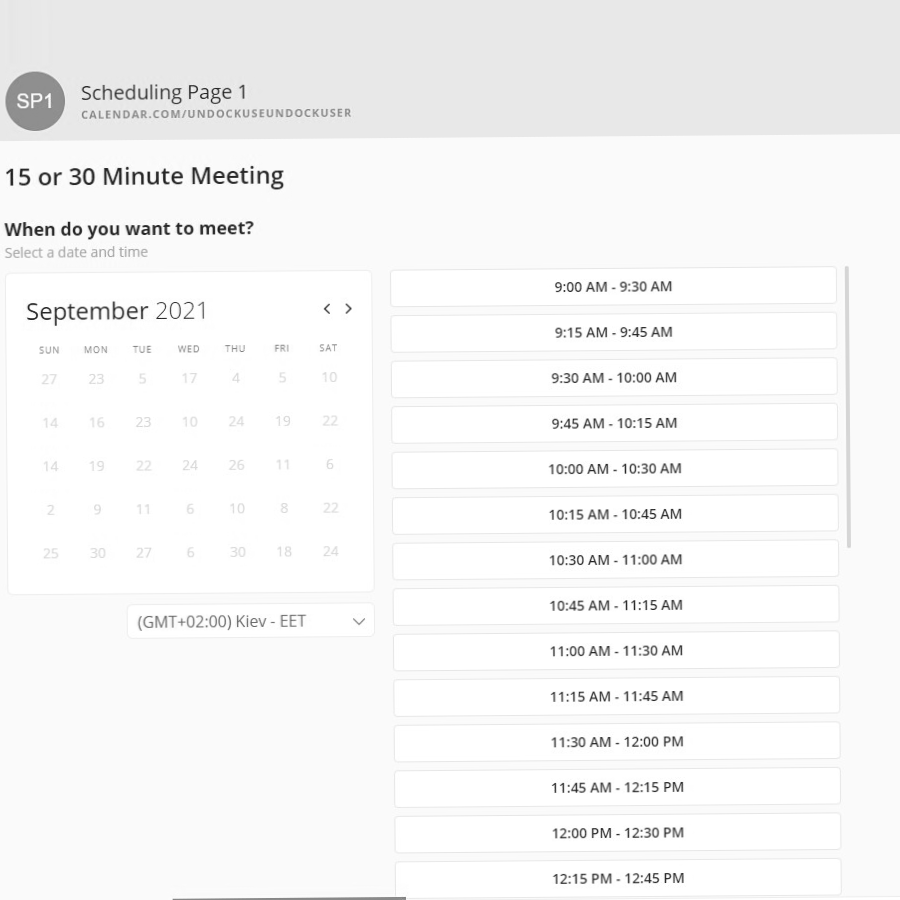 SP1
Scheduling Page 1
CALENDAR.COM/UNDOCKUSEUNDOCKUSER
15 or 30 Minute Meeting
When do you want to meet?
Select a date and time
September 2021 < >
SUN MON TUE WED THU FRI SAT
27 23 5 17 4 5 10
14 16 23 10 24 19 22
14 19 22 24 26 11 6
2 9 11 6 10 8 22
25 30 27 6 30 18 24
(GMT+02:00) Kiev - EET
9:00 AM - 9:30 AM
9:15 AM - 9:45 AM
9:30 AM - 10:00 AM
9:45 AM - 10:15 AM
10:00 AM - 10:30 AM
10:15 AM - 10:45 AM
10:30 AM - 11:00 AM
10:45 AM - 11:15 AM
11:00 AM - 11:30 AM
11:15 AM - 11:45 AM
11:30 AM - 12:00 PM
11:45 AM - 12:15 PM
12:00 PM - 12:30 PM
12:15 PM - 12:45 PM